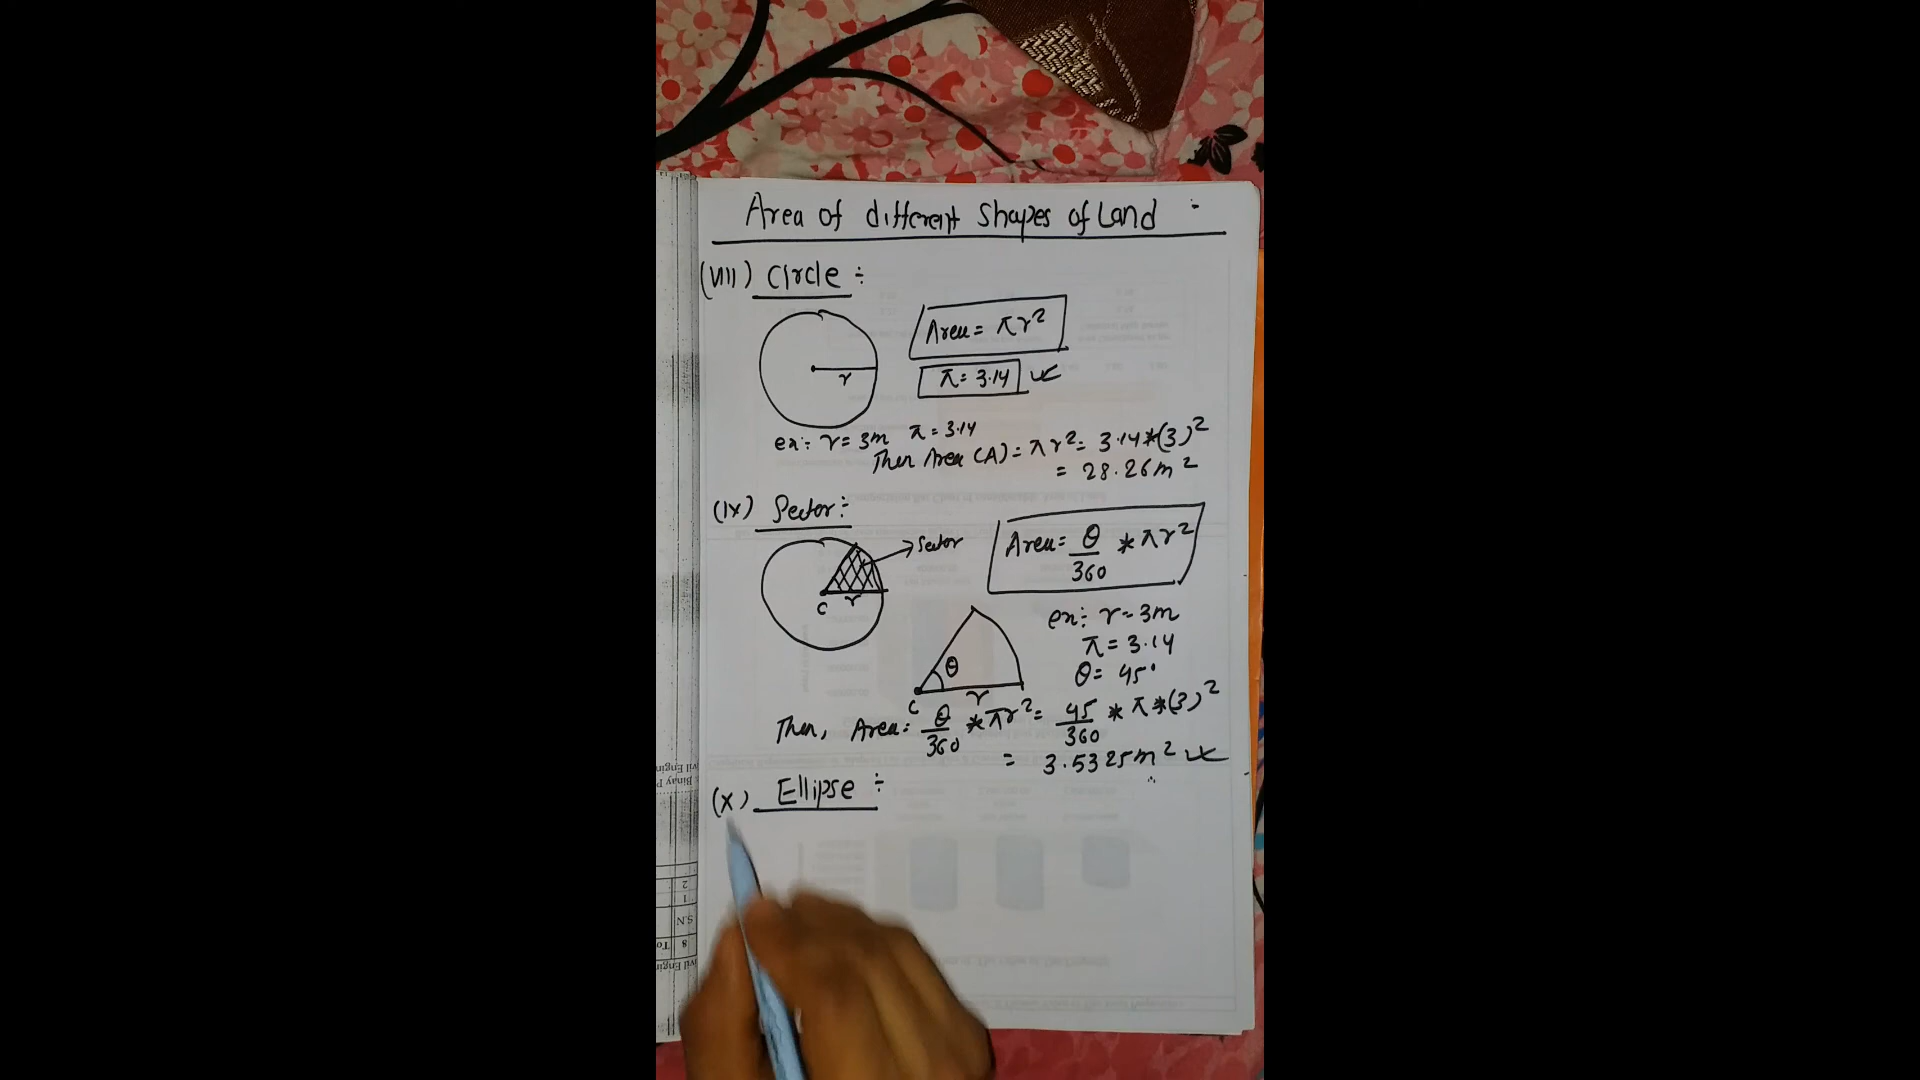 Area of different Shapes of Land :-
(VIII) Circle ÷
Area = πr²
π = 3.14
r
ex÷ r = 3m π = 3.14
Then Area (A) = πr² = 3.14*(3)²
= 28.26m²
(IX) Sector ÷
Sector
Area = θ/360 * πr²
C r
ex÷ r = 3m
π = 3.14
θ = 45°
θ
C r
Then, Area = θ/360 * πr² = 45/360 * π*(3)²
= 3.5325m²
(X) Ellipse ÷